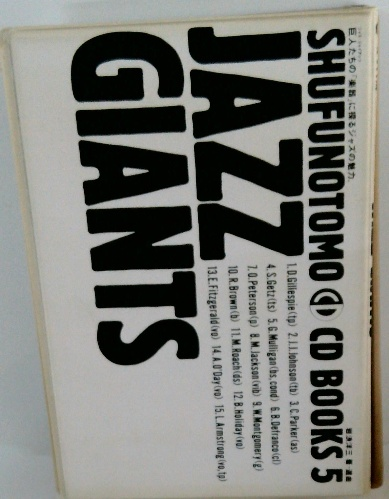 巨人たちの「楽器」に探るジャズの魅力
SHUFUNOTOMO CD BOOKS 5
JAZZ
GIANTS
1. D.Gillespie(tp) 2. J.J.Johnson(tb) 3. C.Parker(as)
4. S.Getz(ts) 5. G.Mulligan(bs,cond) 6. B.Defranco(cl)
7. O.Peterson(p) 8. M.Jackson(vib) 9. W.Montgomery(g)
10. R.Brown(b) 11. M.Roach(ds) 12. B.Holiday(vo)
13. E.Fitzgerald(vo) 14. A.O'Day(vo) 15. L.Armstrong(vo,tp)